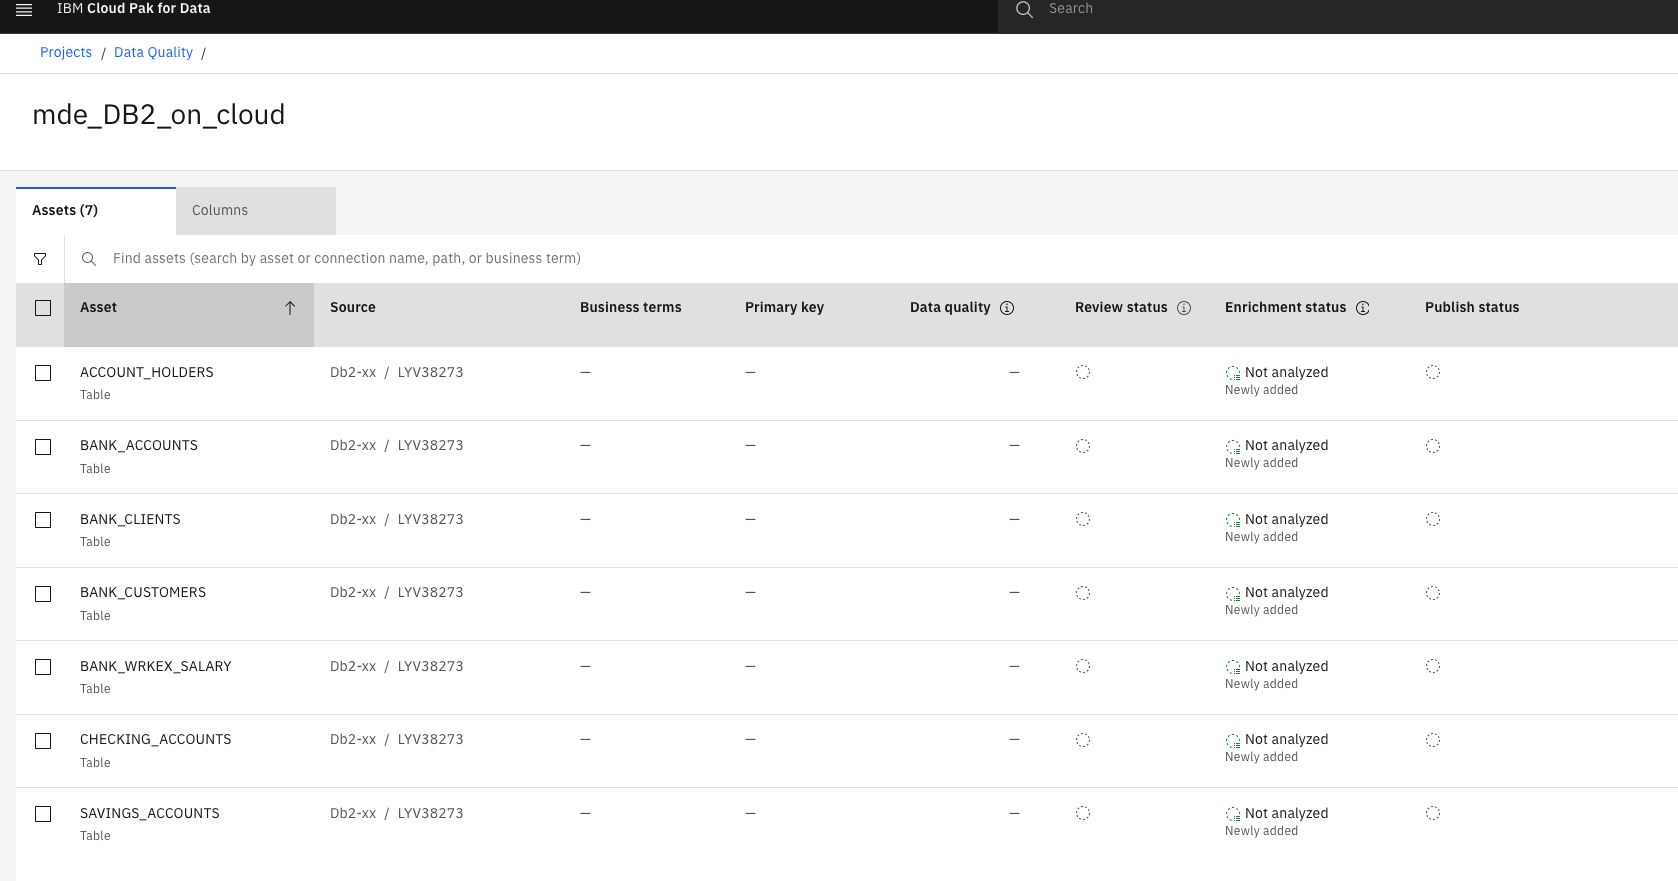 IBM Cloud Pak for Data
Search
Projects / Data Quality /
mde_DB2_on_cloud
Assets (7)
Columns
Find assets (search by asset or connection name, path, or business term)
Asset Source Business terms Primary key Data quality Review status Enrichment status Publish status
ACCOUNT_HOLDERS Db2-xx / LYV38273 — — — Not analyzed
Table Newly added
BANK_ACCOUNTS Db2-xx / LYV38273 — — — Not analyzed
Table Newly added
BANK_CLIENTS Db2-xx / LYV38273 — — — Not analyzed
Table Newly added
BANK_CUSTOMERS Db2-xx / LYV38273 — — — Not analyzed
Table Newly added
BANK_WRKEX_SALARY Db2-xx / LYV38273 — — — Not analyzed
Table Newly added
CHECKING_ACCOUNTS Db2-xx / LYV38273 — — — Not analyzed
Table Newly added
SAVINGS_ACCOUNTS Db2-xx / LYV38273 — — — Not analyzed
Table Newly added